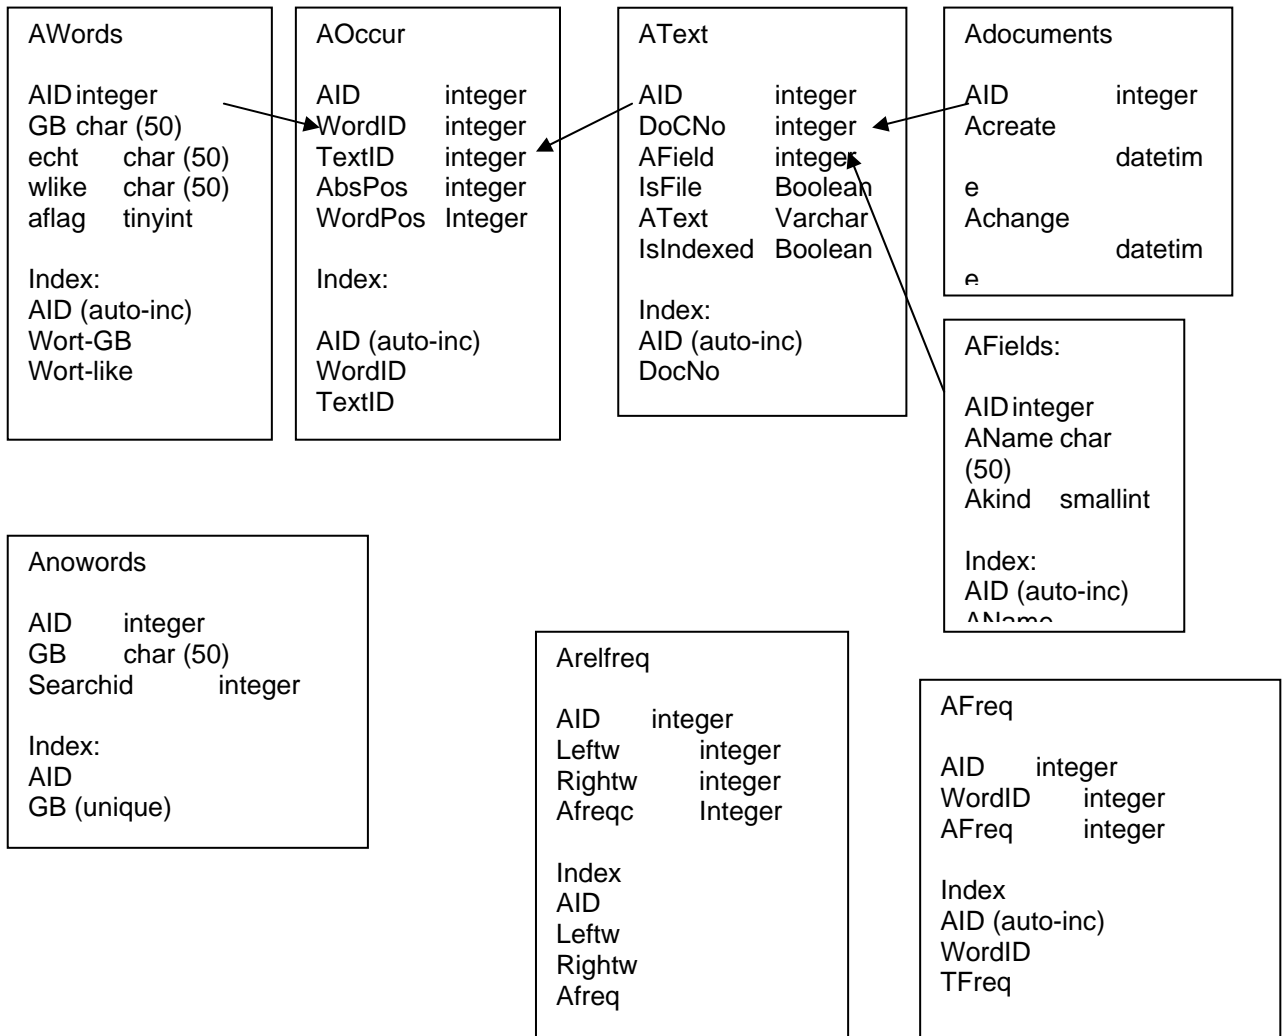 AWords
AID integer
GB char (50)
echt char (50)
wlike char (50)
aflag tinyint
Index:
AID (auto-inc)
Wort-GB
Wort-like
AOccur
AID integer
WordID integer
TextID integer
AbsPos integer
WordPos Integer
Index:
AID (auto-inc)
WordID
TextID
AText
AID integer
DoCNo integer
AField integer
IsFile Boolean
AText Varchar
IsIndexed Boolean
Index:
AID (auto-inc)
DocNo
Adocuments
AID integer
Acreate
datetim
e
Achange
datetim
e
AFields:
AID integer
AName char
(50)
Akind smallint
Index:
AID (auto-inc)
AName
Anowords
AID integer
GB char (50)
Searchid integer
Index:
AID
GB (unique)
Arelfreq
AID integer
Leftw integer
Rightw integer
Afreqc Integer
Index
AID
Leftw
Rightw
Afreq
AFreq
AID integer
WordID integer
AFreq integer
Index
AID (auto-inc)
WordID
TFreq